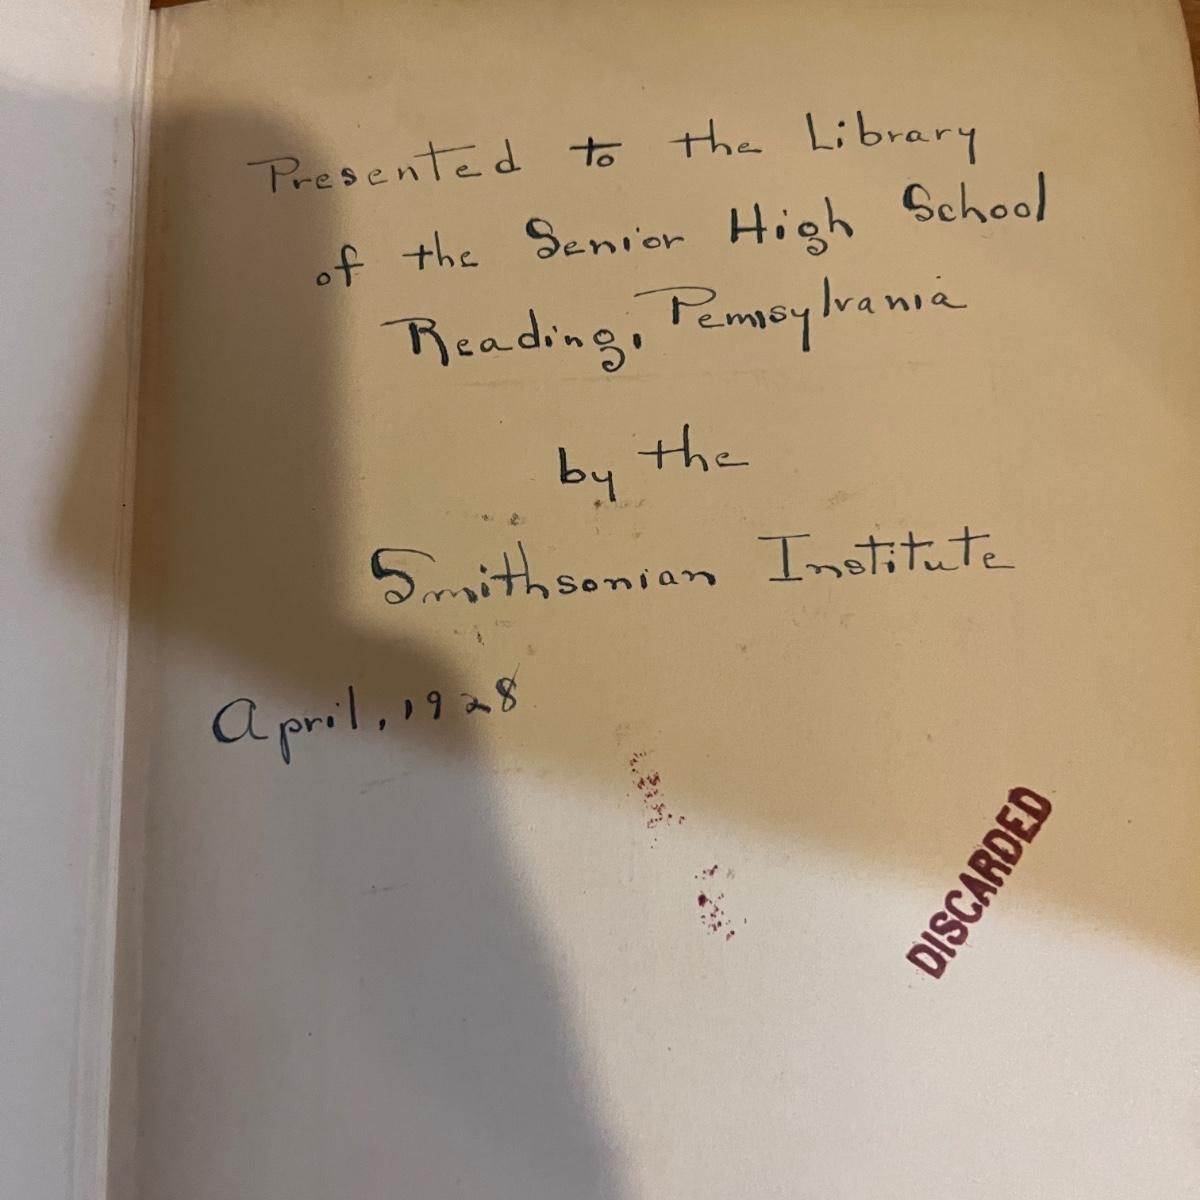 Presented to the Library
of the Senior High School
Reading, Pennsylvania
by the
Smithsonian Institute
April, 1928
DISCARDED